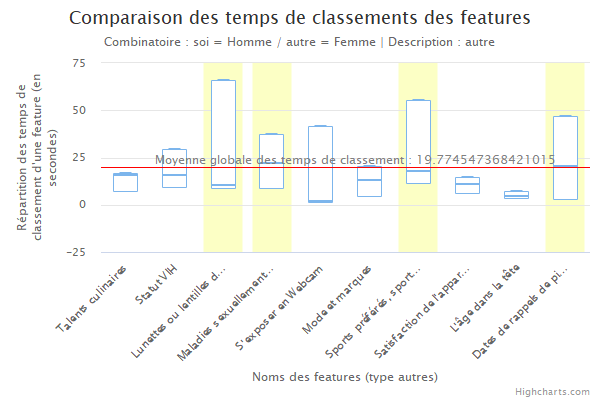 Comparaison des temps de classements des features
Combinatoire : soi = Homme / autre = Femme | Description : autre
Répartition des temps de
classement d'une feature (en
secondes)
75
50
25
0
-25
Moyenne globale des temps de classement : 19.774547368421015
Talents culinaires
Statut VIH
Lunettes ou lentilles d...
Maladies sexuellement...
S'exposer en Webcam
Mode et marques
Sports préférés, sport...
Satisfaction de l'appar...
L'âge dans la tête
Dates de rappels de pi...
Noms des features (type autres)
Highcharts.com